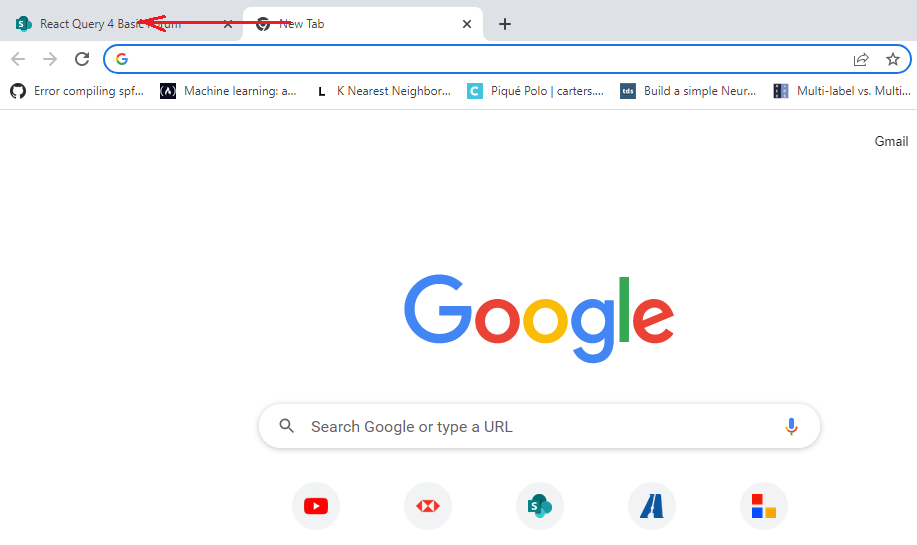 React Query 4 Basic Forum New Tab
Error compiling spf... Machine learning: a... K Nearest Neighbor... Piqué Polo | carters.... Build a simple Neur... Multi-label vs. Multi...
Gmail
Google
Search Google or type a URL